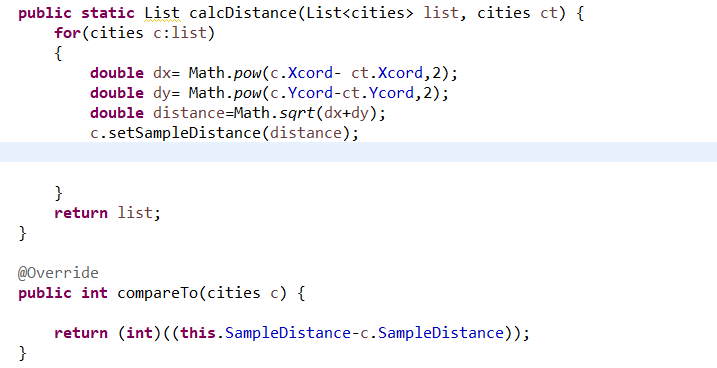 public static List calcDistance(List<cities> list, cities ct) {
for(cities c:list)
{
double dx= Math.pow(c.Xcord- ct.Xcord,2);
double dy= Math.pow(c.Ycord-ct.Ycord,2);
double distance=Math.sqrt(dx+dy);
c.setSampleDistance(distance);
}
return list;
}
@Override
public int compareTo(cities c) {
return (int)((this.SampleDistance-c.SampleDistance));
}